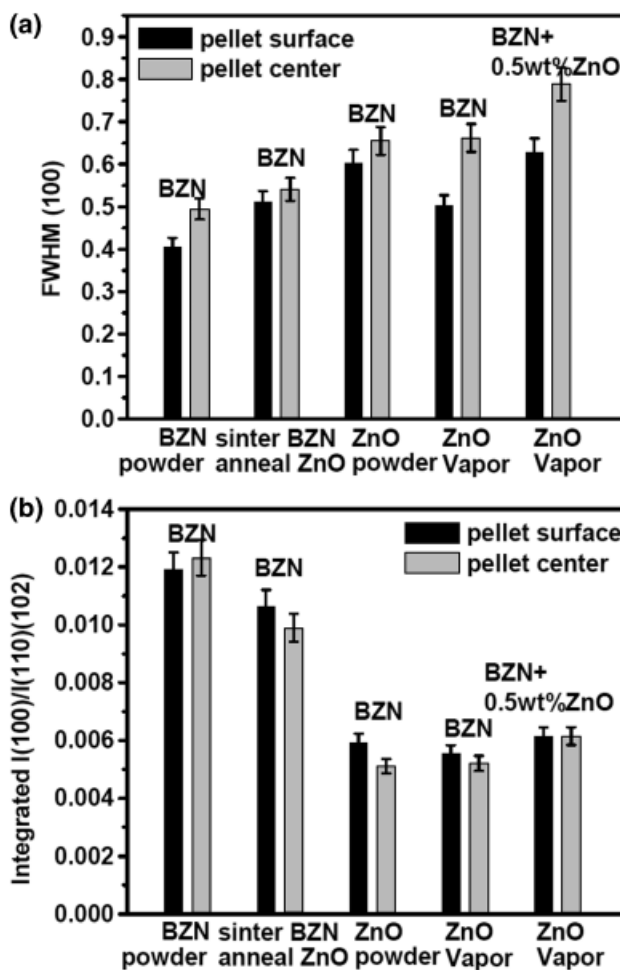 (a)
0.9
0.8
0.7
0.6
0.5
0.4
0.3
0.2
0.1
0.0
FWHM (100)
pellet surface
pellet center
BZN
BZN
BZN
BZN
BZN+
0.5wt%ZnO
BZN sinter BZN ZnO ZnO ZnO
powder anneal ZnO powder Vapor Vapor
(b)
0.014
0.012
0.010
0.008
0.006
0.004
0.002
0.000
Integrated I(100)/I(110)(102)
pellet surface
pellet center
BZN
BZN
BZN
BZN
BZN+
0.5wt%ZnO
BZN sinter BZN ZnO ZnO ZnO
powder anneal ZnO powder Vapor Vapor